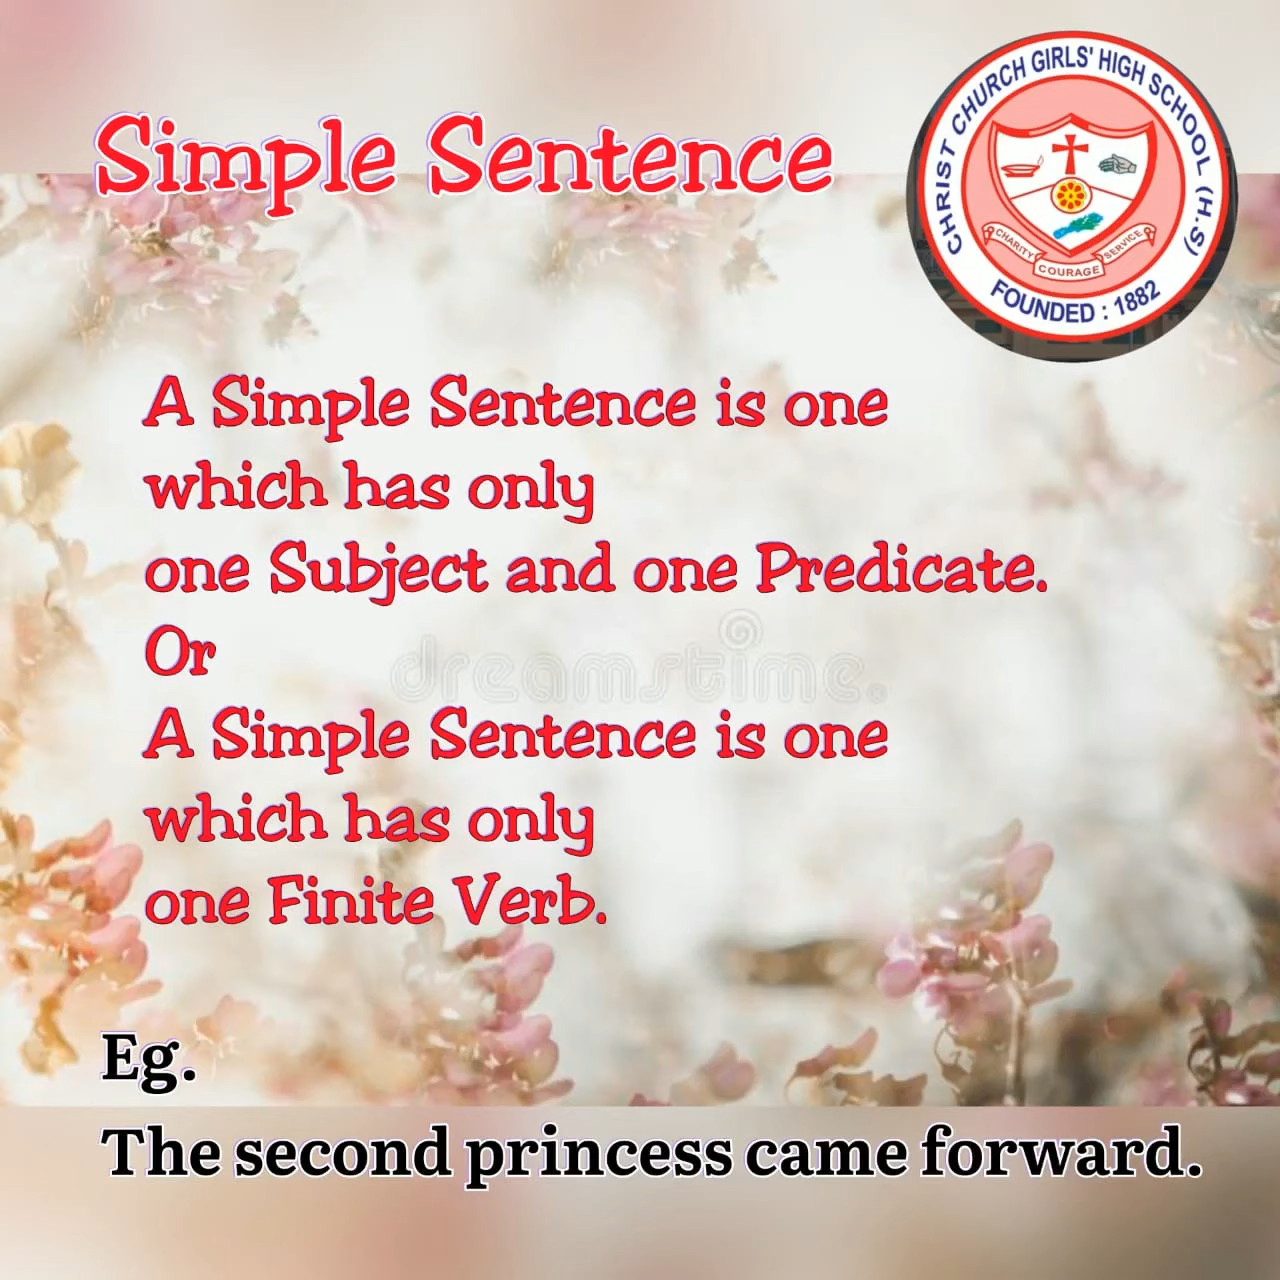 Simple Sentence
CHRIST CHURCH GIRLS' HIGH SCHOOL (H.S)
CHARITY
COURAGE
SERVICE
FOUNDED : 1882
A Simple Sentence is one
which has only
one Subject and one Predicate.
Or
dreamstime.
A Simple Sentence is one
which has only
one Finite Verb.
Eg.
The second princess came forward.